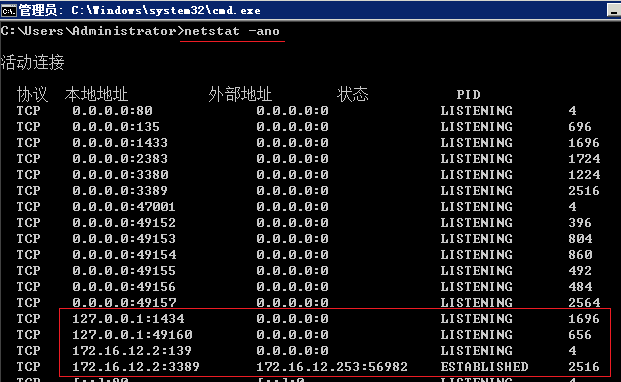 管理员: C:\Windows\system32\cmd.exe
C:\Users\Administrator>netstat -ano
活动连接
协议 本地地址 外部地址 状态 PID
TCP 0.0.0.0:80 0.0.0.0:0 LISTENING 4
TCP 0.0.0.0:135 0.0.0.0:0 LISTENING 696
TCP 0.0.0.0:1433 0.0.0.0:0 LISTENING 1696
TCP 0.0.0.0:2383 0.0.0.0:0 LISTENING 1724
TCP 0.0.0.0:3380 0.0.0.0:0 LISTENING 1224
TCP 0.0.0.0:3389 0.0.0.0:0 LISTENING 2516
TCP 0.0.0.0:47001 0.0.0.0:0 LISTENING 4
TCP 0.0.0.0:49152 0.0.0.0:0 LISTENING 396
TCP 0.0.0.0:49153 0.0.0.0:0 LISTENING 804
TCP 0.0.0.0:49154 0.0.0.0:0 LISTENING 860
TCP 0.0.0.0:49155 0.0.0.0:0 LISTENING 492
TCP 0.0.0.0:49156 0.0.0.0:0 LISTENING 484
TCP 0.0.0.0:49157 0.0.0.0:0 LISTENING 2564
TCP 127.0.0.1:1434 0.0.0.0:0 LISTENING 1696
TCP 127.0.0.1:49160 0.0.0.0:0 LISTENING 656
TCP 172.16.12.2:139 0.0.0.0:0 LISTENING 4
TCP 172.16.12.2:3389 172.16.12.253:56982 ESTABLISHED 2516